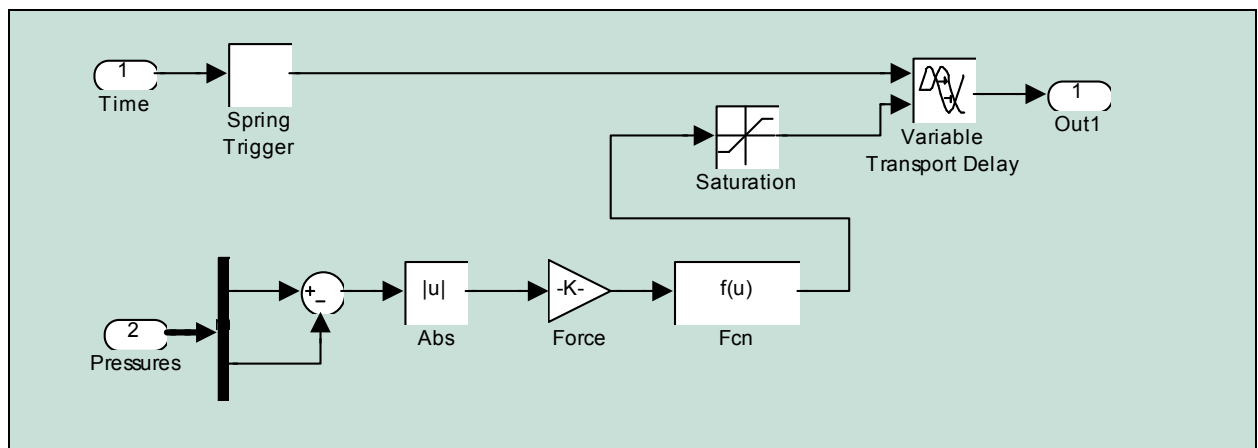 1
Time
Spring
Trigger
Variable
Transport Delay
1
Out1
Saturation
2
Pressures
+
–
|u|
Abs
-K-
Force
f(u)
Fcn